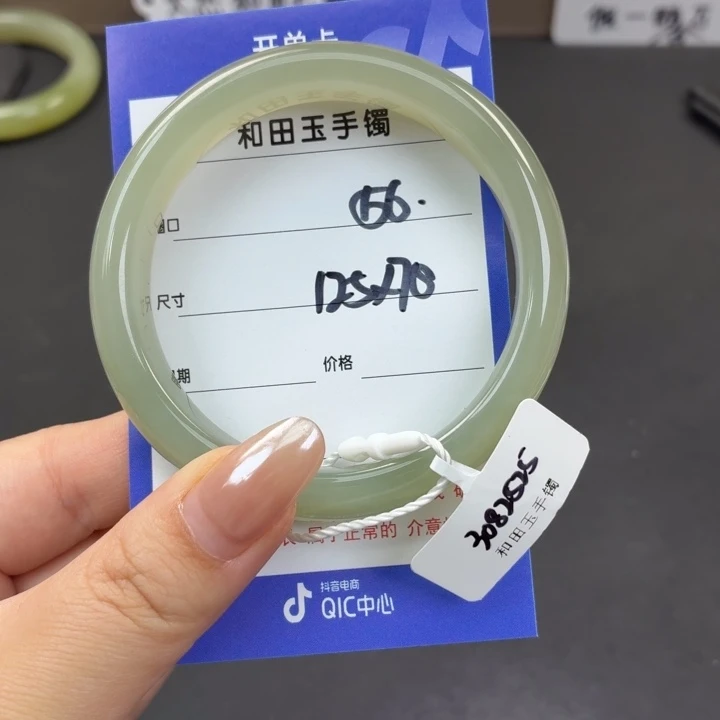 开单卡
和田玉手镯
圈口 56.
尺寸 125×70
期 价格
属于正常的 介意
抖音电商
QIC中心
3082525
和田玉手镯